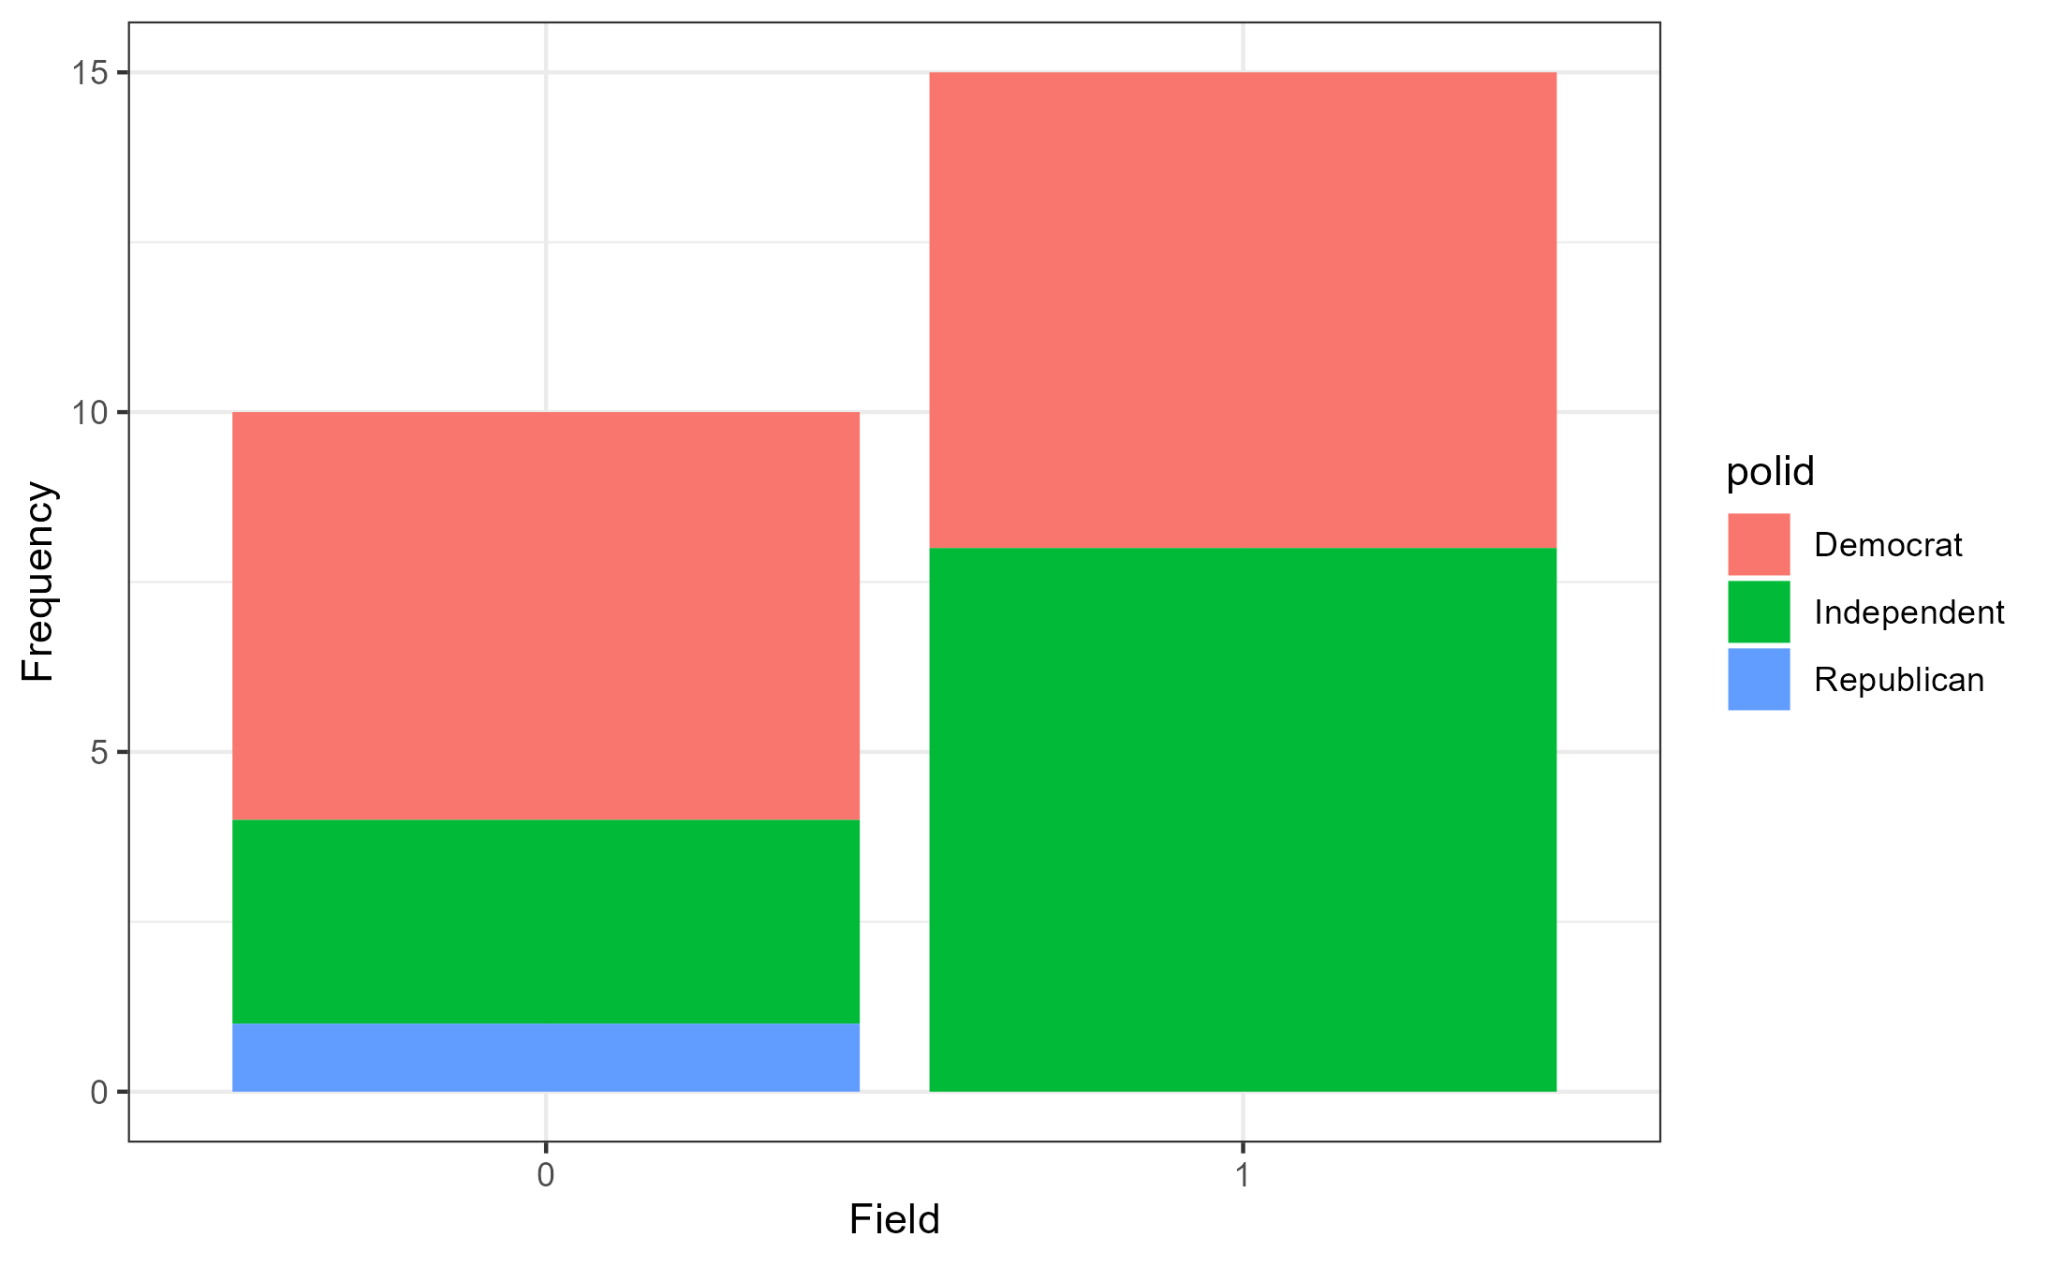 15
10
5
0
Frequency
0
1
Field
polid
Democrat
Independent
Republican